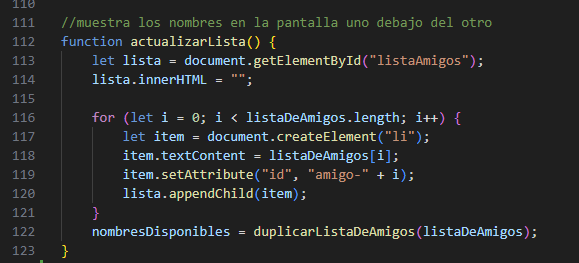 110
111 //muestra los nombres en la pantalla uno debajo del otro
112 function actualizarLista() {
113     let lista = document.getElementById("listaAmigos");
114     lista.innerHTML = "";
115
116     for (let i = 0; i < listaDeAmigos.length; i++) {
117         let item = document.createElement("li");
118         item.textContent = listaDeAmigos[i];
119         item.setAttribute("id", "amigo-" + i);
120         lista.appendChild(item);
121     }
122     nombresDisponibles = duplicarListaDeAmigos(listaDeAmigos);
123 }